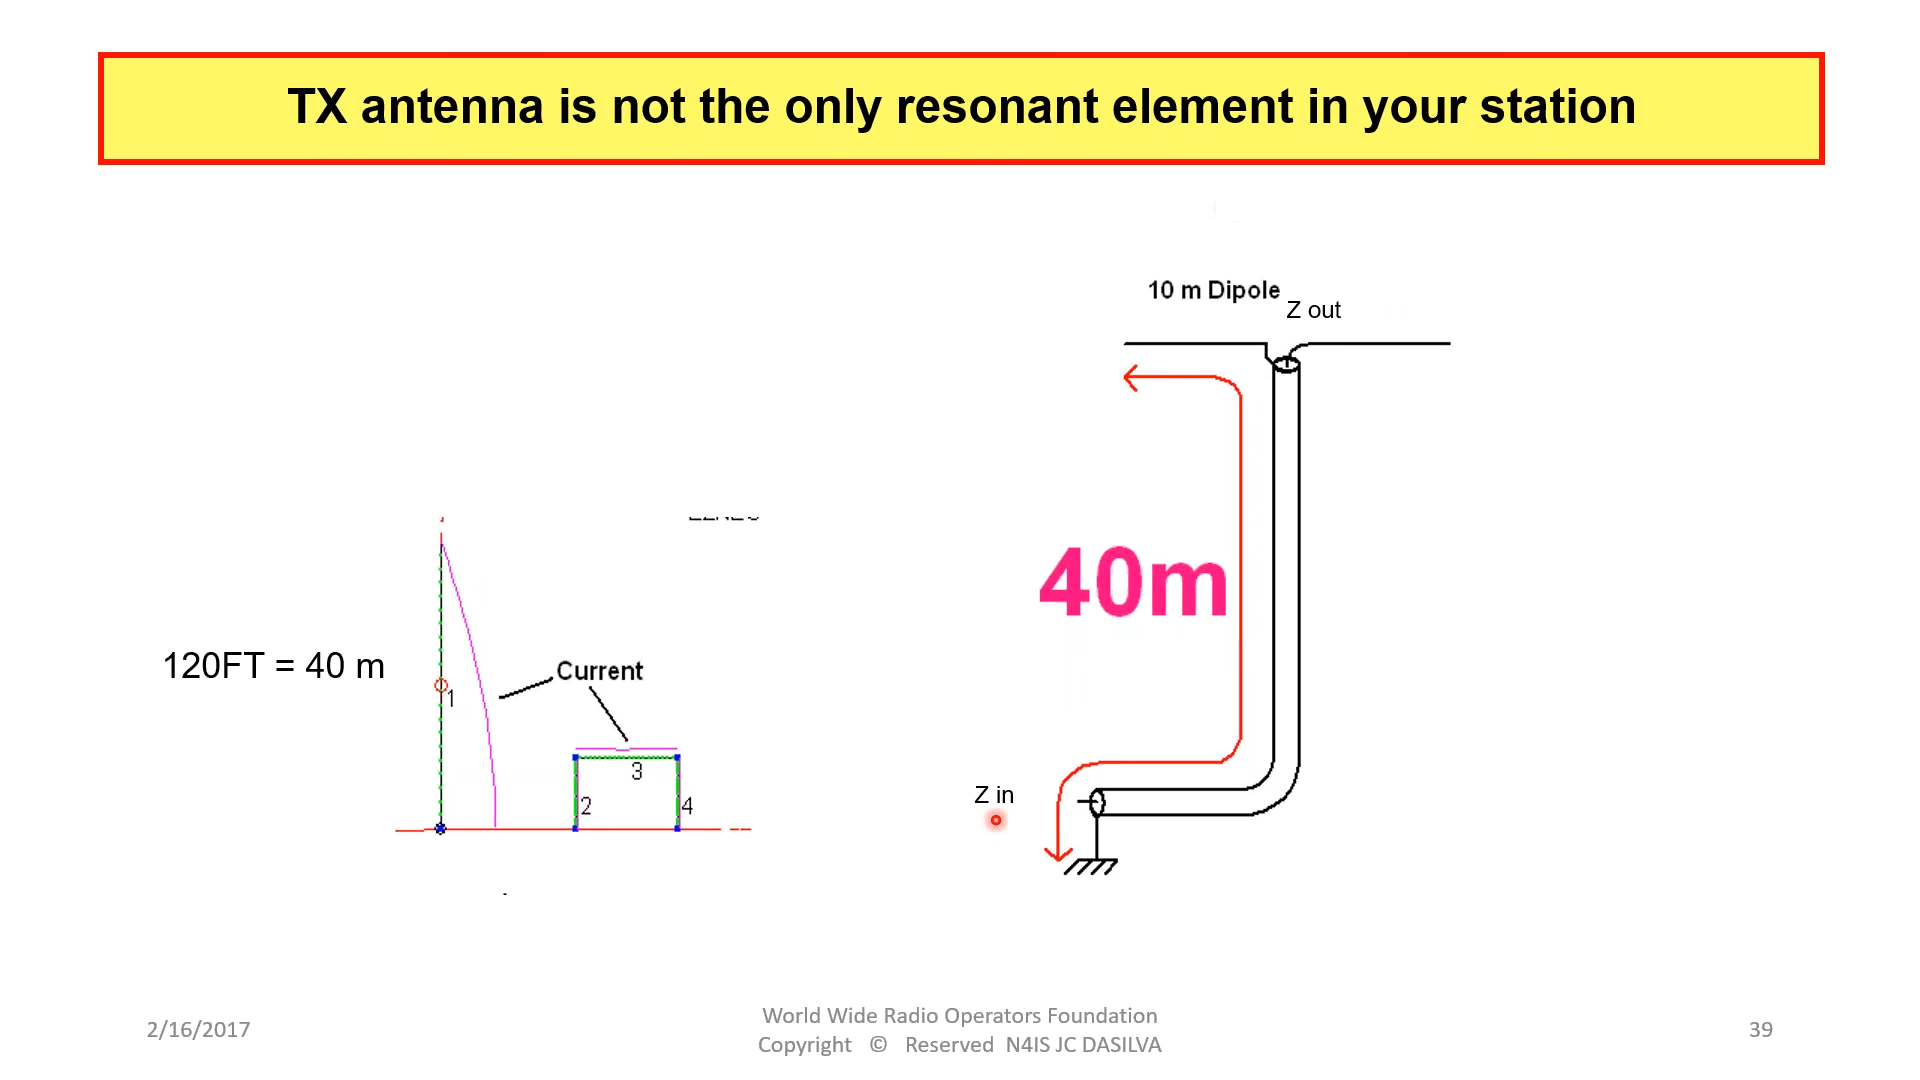 TX antenna is not the only resonant element in your station
10 m Dipole
Z out
40m
120FT = 40 m
Current
1
3
2
4
Z in
2/16/2017
World Wide Radio Operators Foundation
Copyright © Reserved N4IS JC DASILVA
39